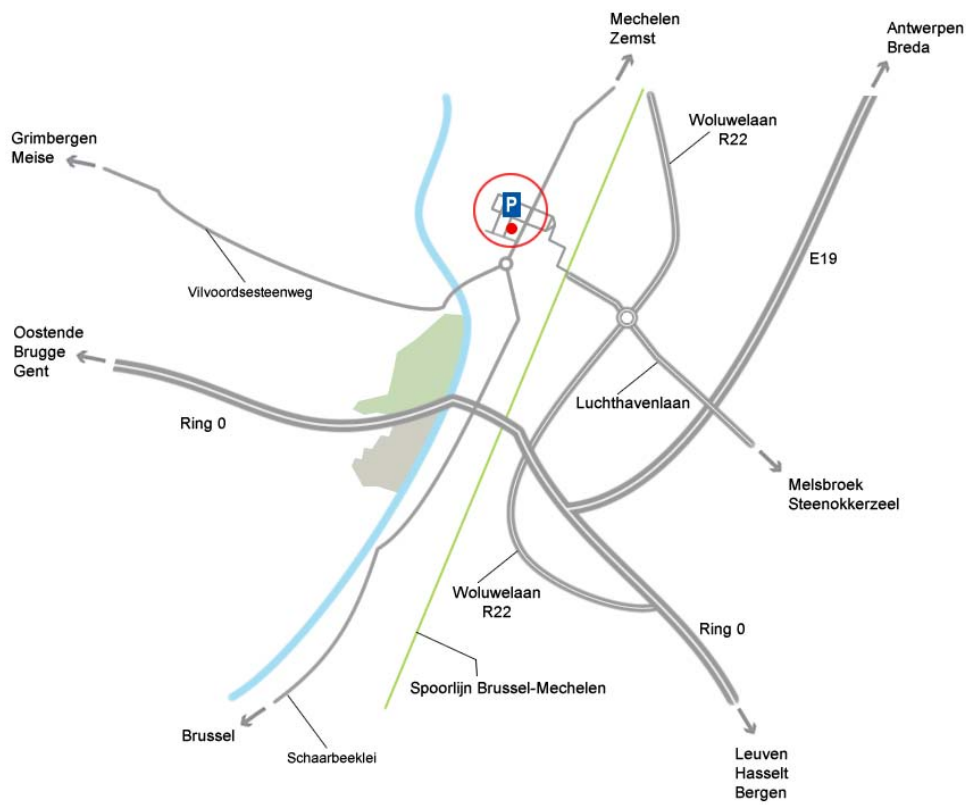 Mechelen
Zemst
Antwerpen
Breda
Woluwelaan
R22
Grimbergen
Meise
P
E19
Vilvoordsesteenweg
Oostende
Brugge
Gent
Luchthavenlaan
Ring 0
Melsbroek
Steenokkerzeel
Woluwelaan
R22
Ring 0
Spoorlijn Brussel-Mechelen
Brussel
Schaarbeeklei
Leuven
Hasselt
Bergen